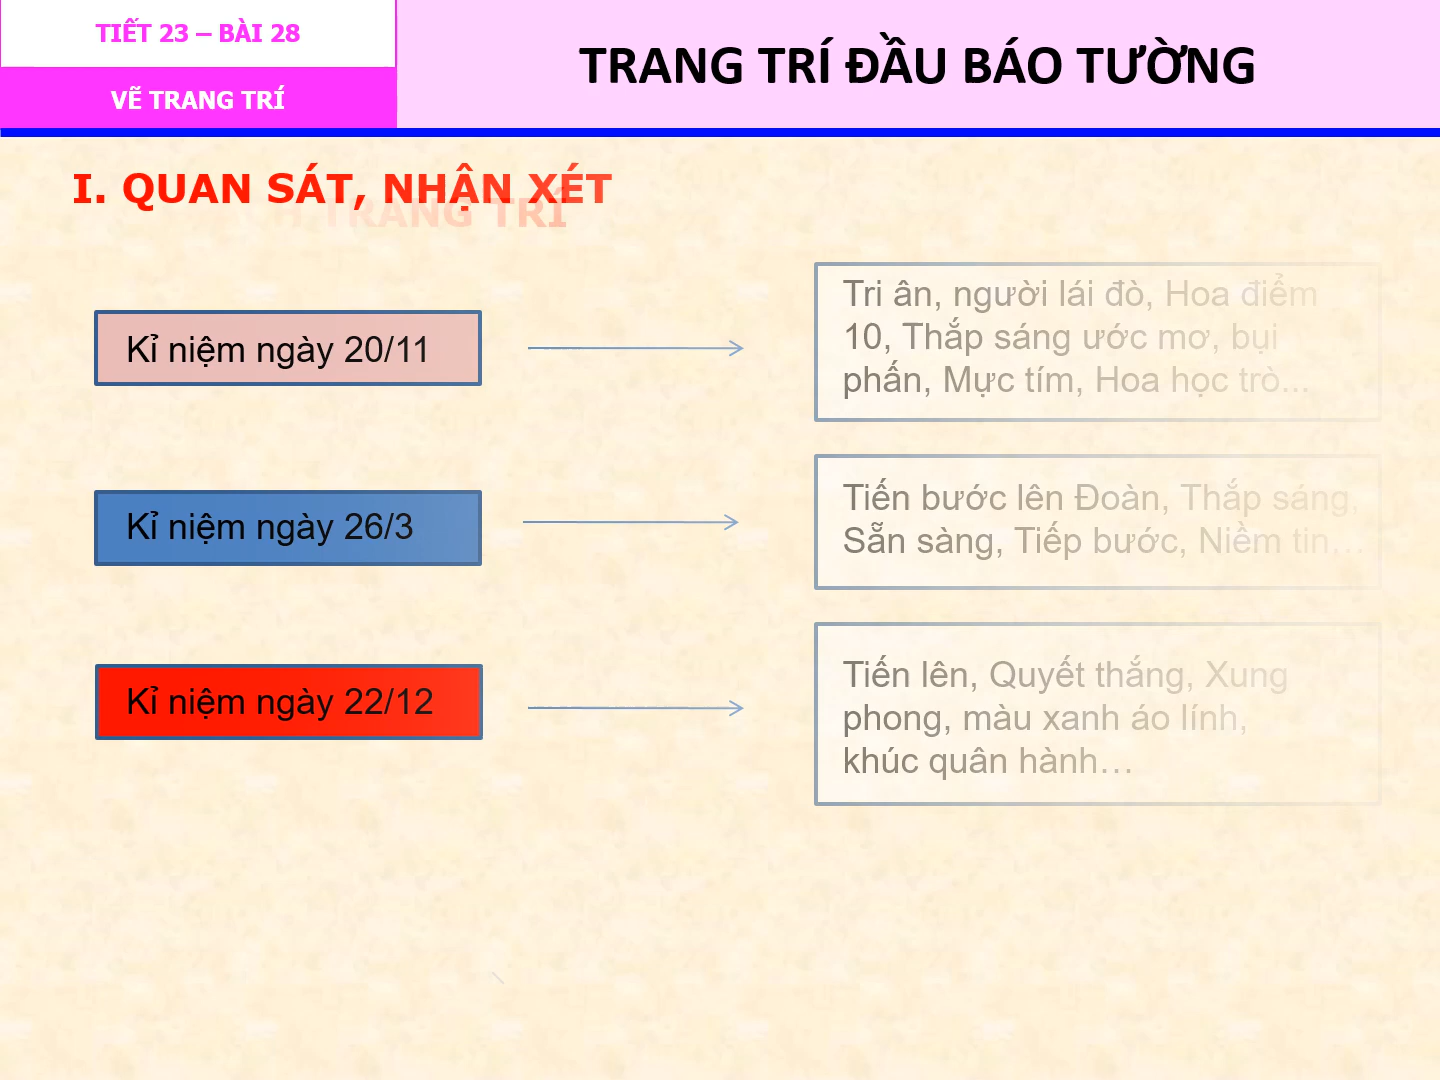 TIẾT 23 – BÀI 28
VẼ TRANG TRÍ
TRANG TRÍ ĐẦU BÁO TƯỜNG
I. QUAN SÁT, NHẬN XÉT
H TRANG TRÍ
Kỉ niệm ngày 20/11
Tri ân, người lái đò, Hoa điểm
10, Thắp sáng ước mơ, bụi
phấn, Mực tím, Hoa học trò...
Kỉ niệm ngày 26/3
Tiến bước lên Đoàn, Thắp sáng,
Sẵn sàng, Tiếp bước, Niềm tin…
Kỉ niệm ngày 22/12
Tiến lên, Quyết thắng, Xung
phong, màu xanh áo lính,
khúc quân hành…